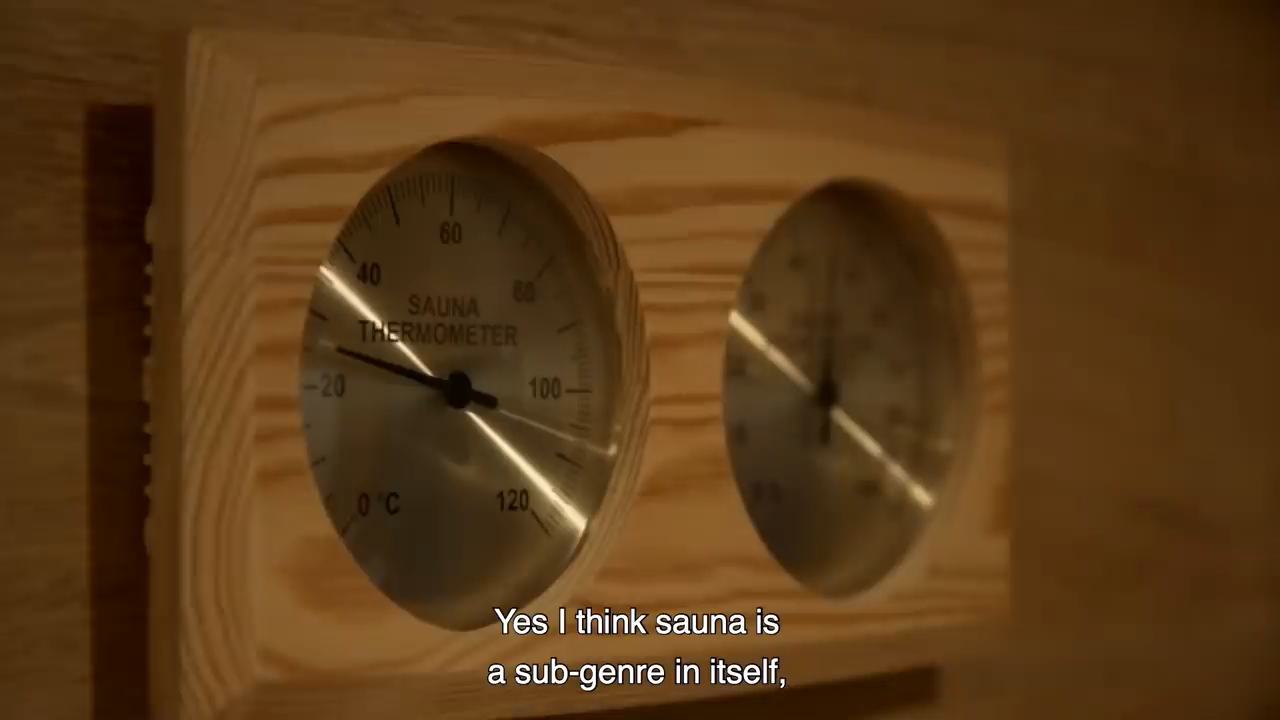 60
40
80
SAUNA
THERMOMETER
20
100
0 °C
120
Yes I think sauna is
a sub-genre in itself,